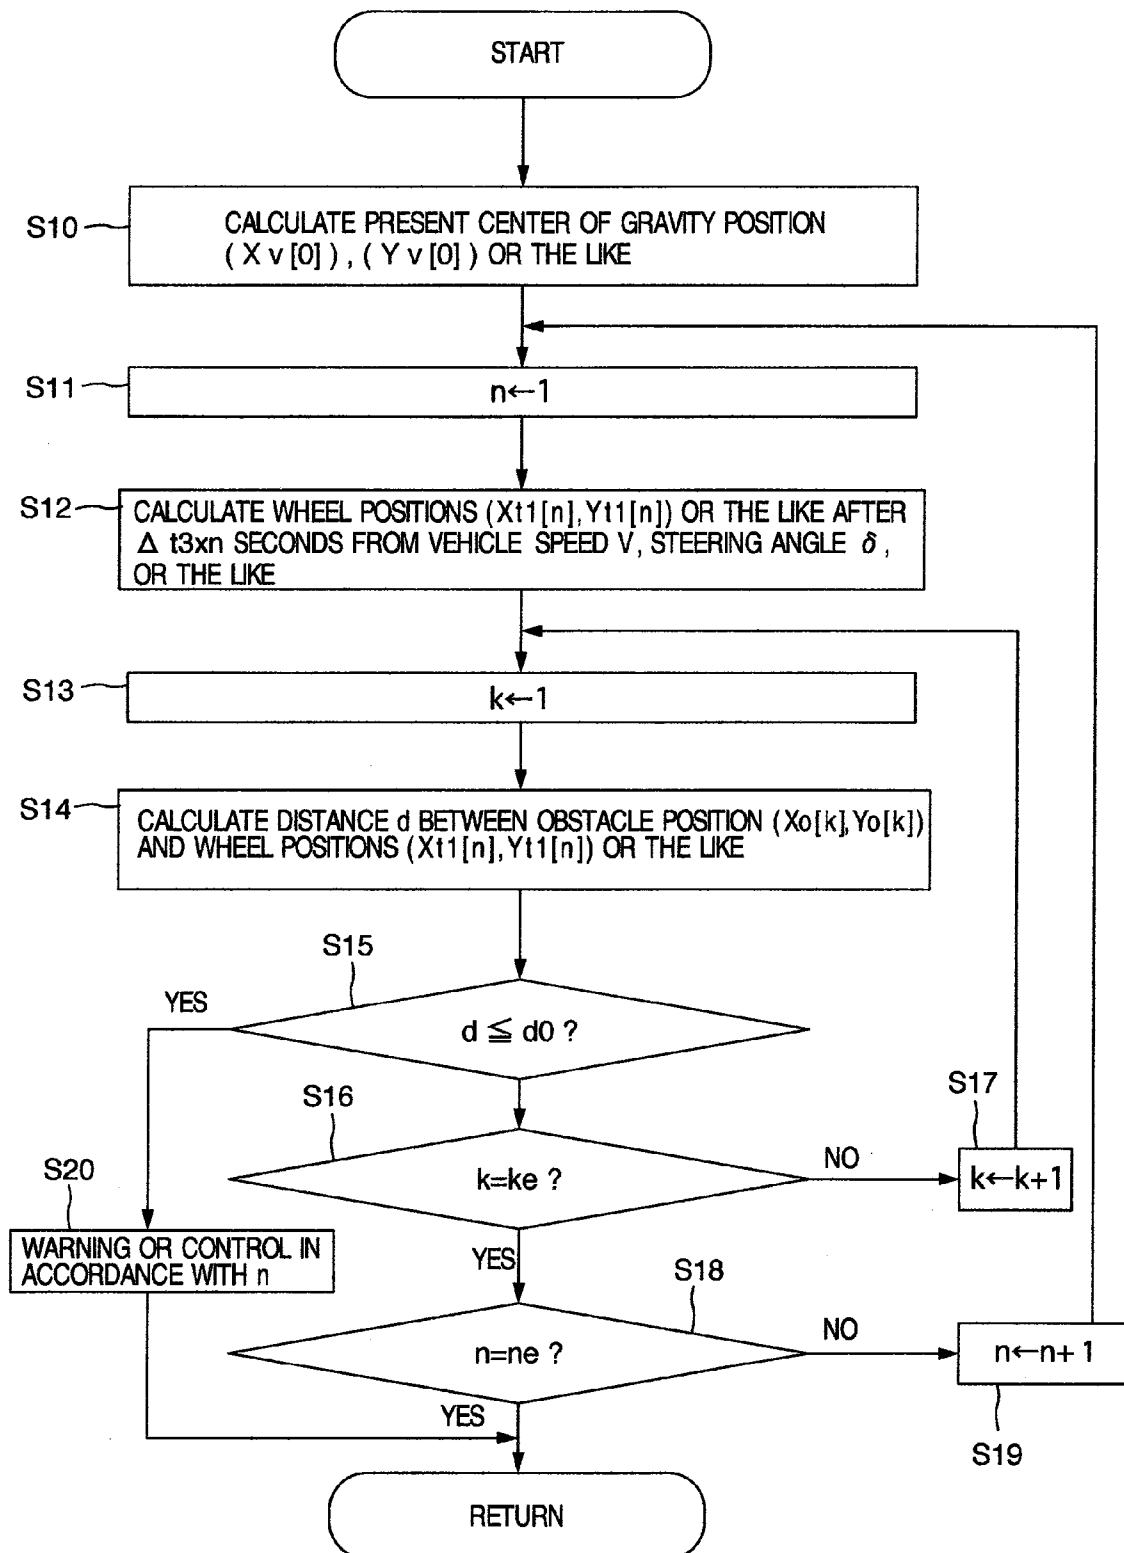 START
S10
CALCULATE PRESENT CENTER OF GRAVITY POSITION
( X v [0] ) , ( Y v [0] ) OR THE LIKE
S11
n←1
S12
CALCULATE WHEEL POSITIONS (Xt1[n],Yt1[n]) OR THE LIKE AFTER
Δ t3xn SECONDS FROM VEHICLE SPEED V, STEERING ANGLE δ ,
OR THE LIKE
S13
k←1
S14
CALCULATE DISTANCE d BETWEEN OBSTACLE POSITION (Xo[k],Yo[k])
AND WHEEL POSITIONS (Xt1[n],Yt1[n]) OR THE LIKE
S15
YES
d ≦ d0 ?
S16
k=ke ?
NO
S17
k←k+1
S20
WARNING OR CONTROL IN
ACCORDANCE WITH n
YES
S18
n=ne ?
NO
n←n+1
S19
YES
RETURN